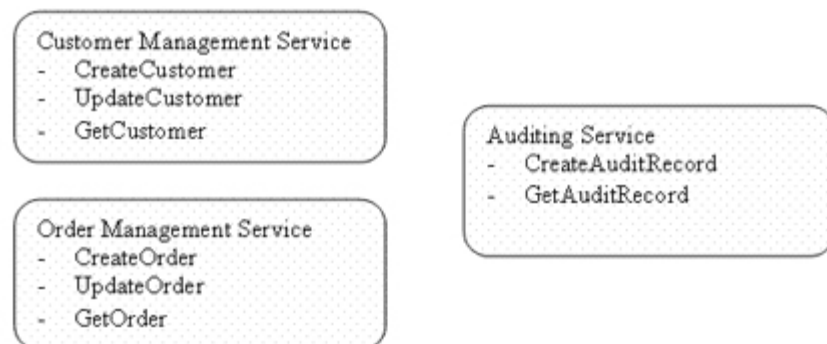 Customer Management Service
- CreateCustomer
- UpdateCustomer
- GetCustomer
Order Management Service
- CreateOrder
- UpdateOrder
- GetOrder
Auditing Service
- CreateAuditRecord
- GetAuditRecord